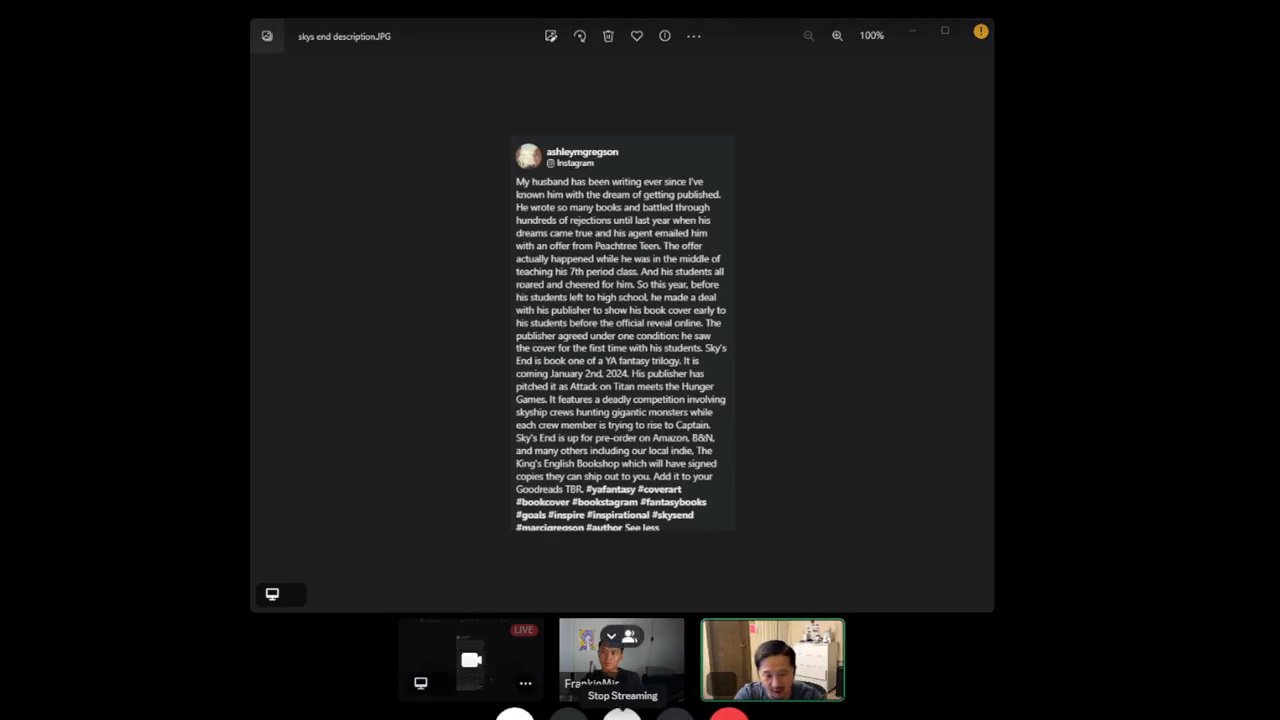 skys end description.JPG
100%
ashleymgregson
Instagram
My husband has been writing ever since I've
known him with the dream of getting published.
He wrote so many books and battled through
hundreds of rejections until last year when his
dreams came true and his agent emailed him
with an offer from Peachtree Teen. The offer
actually happened while he was in the middle of
teaching his 7th period class. And his students all
roared and cheered for him. So this year, before
his students left to high school, he made a deal
with his publisher to show his book cover early to
his students before the official reveal online. The
publisher agreed under one condition: he saw
the cover for the first time with his students. Sky's
End is book one of a YA fantasy trilogy. It is
coming January 2nd, 2024. His publisher has
pitched it as Attack on Titan meets the Hunger
Games. It features a deadly competition involving
skyship crews hunting gigantic monsters while
each crew member is trying to rise to Captain.
Sky's End is up for pre-order on Amazon, B&N,
and many others including our local indie, The
King's English Bookshop which will have signed
copies they can ship out to you. Add it to your
Goodreads TBR. #yafantasy #coverart
#bookcover #bookstagram #fantasybooks
#goals #inspire #inspirational #skysend
#marcjgregson #author See less
LIVE
Stop Streaming